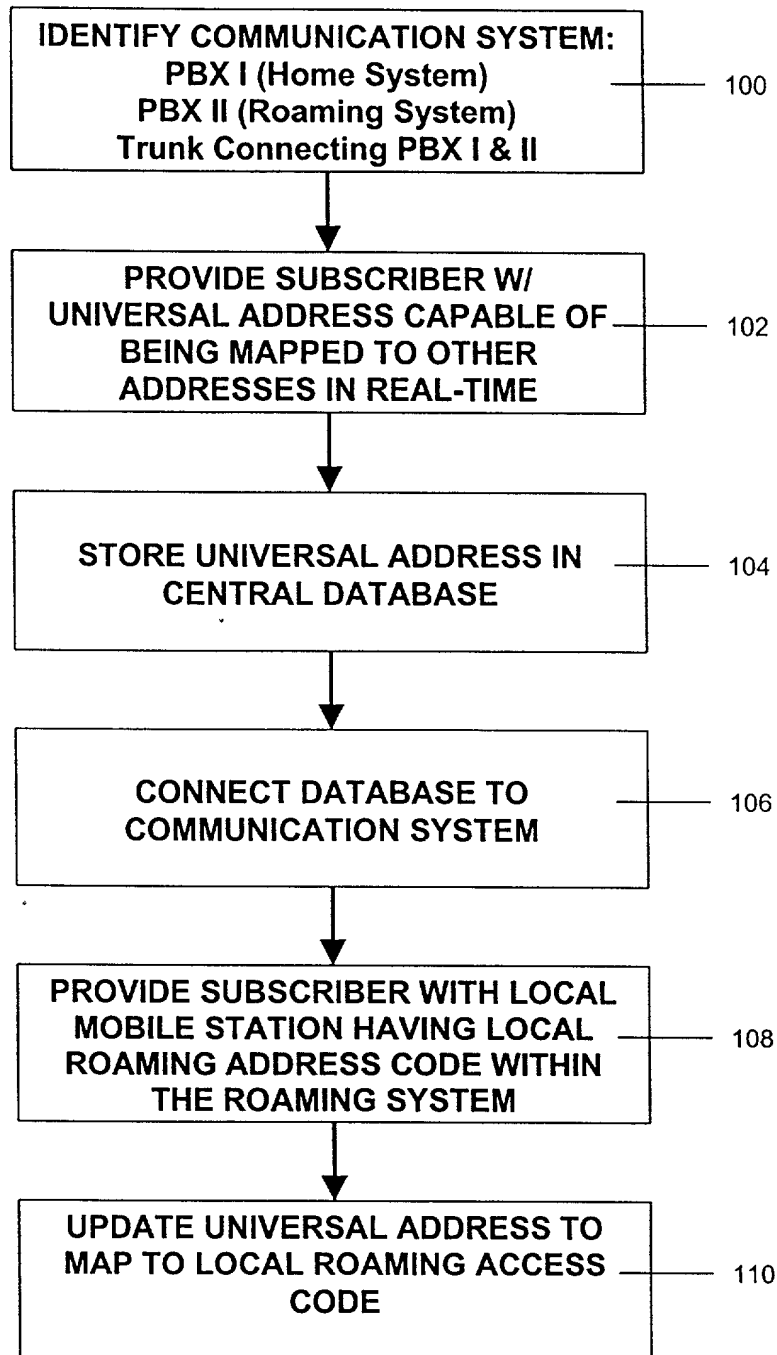 IDENTIFY COMMUNICATION SYSTEM:
PBX I (Home System)
PBX II (Roaming System)
Trunk Connecting PBX I & II
100
PROVIDE SUBSCRIBER W/
UNIVERSAL ADDRESS CAPABLE OF
BEING MAPPED TO OTHER
ADDRESSES IN REAL-TIME
102
STORE UNIVERSAL ADDRESS IN
CENTRAL DATABASE
104
CONNECT DATABASE TO
COMMUNICATION SYSTEM
106
PROVIDE SUBSCRIBER WITH LOCAL
MOBILE STATION HAVING LOCAL
ROAMING ADDRESS CODE WITHIN
THE ROAMING SYSTEM
108
UPDATE UNIVERSAL ADDRESS TO
MAP TO LOCAL ROAMING ACCESS
CODE
110